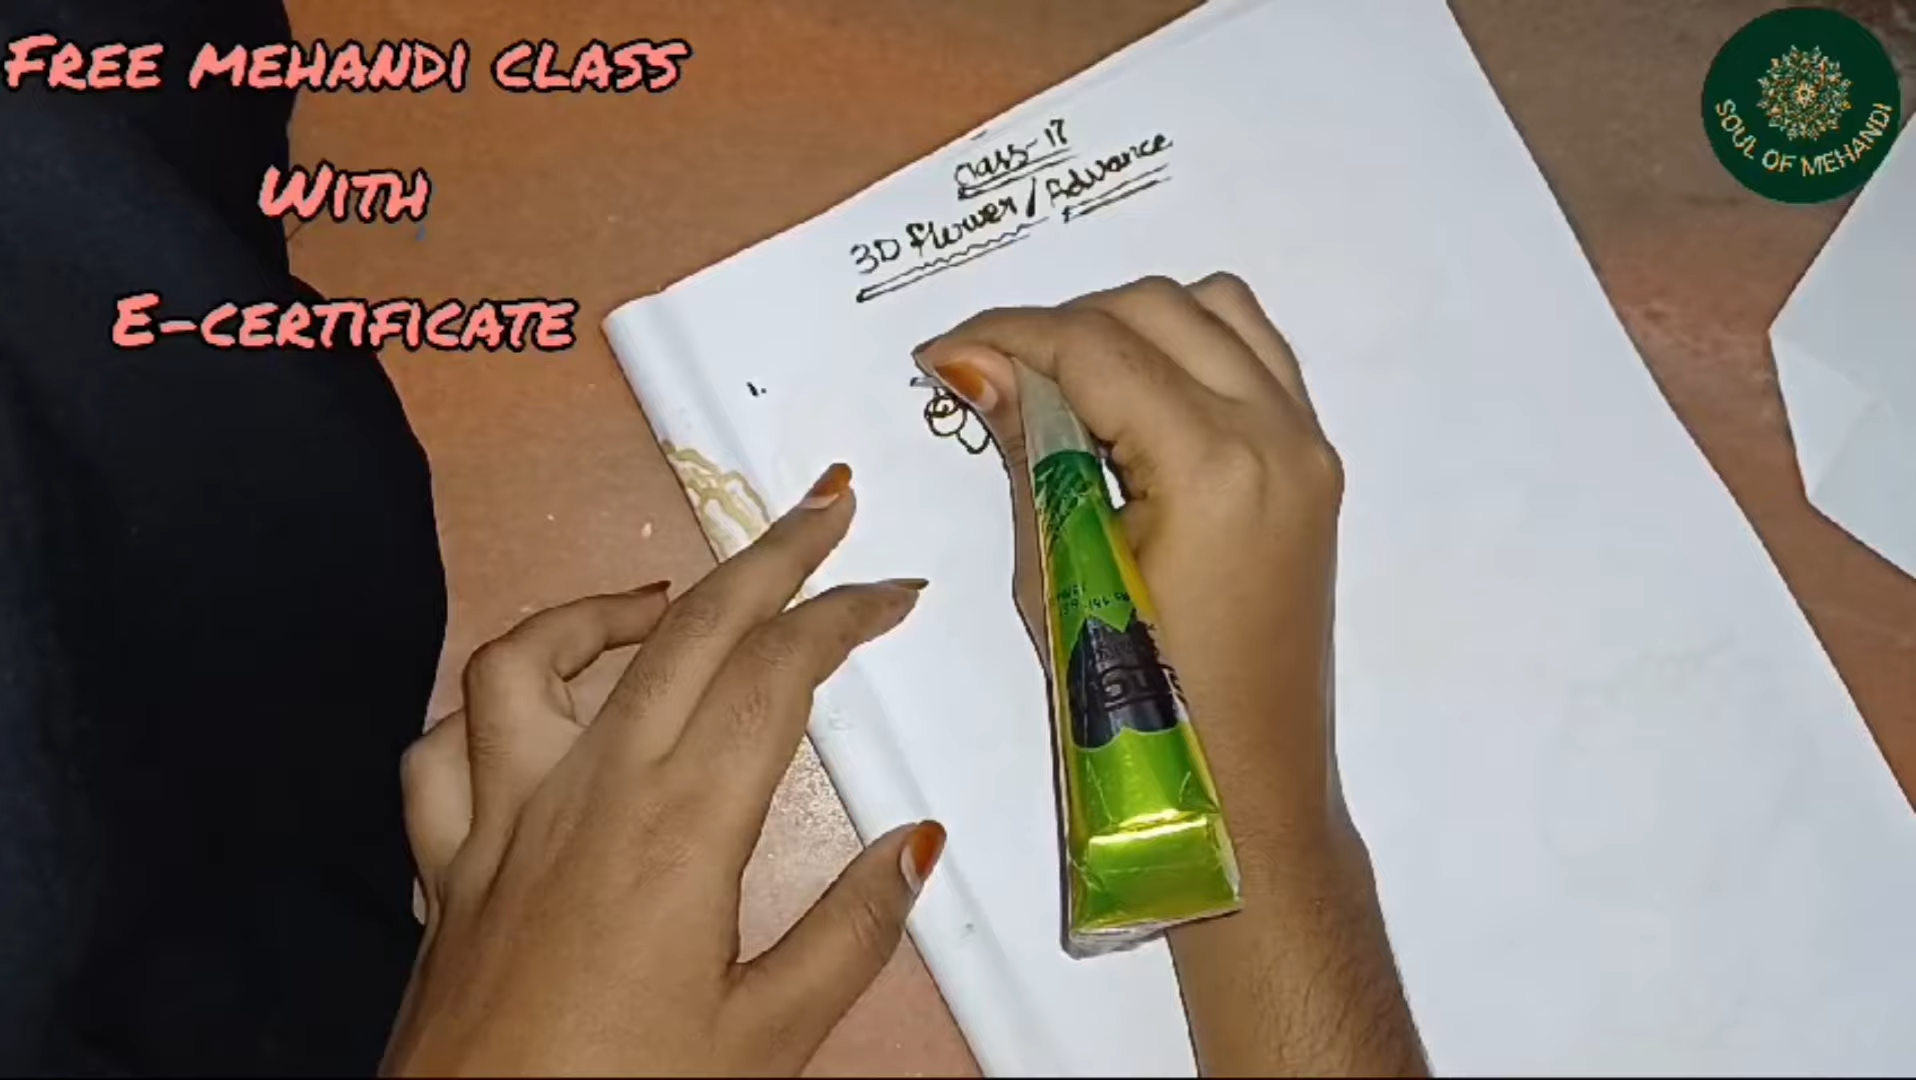 FREE MEHANDI CLASS
WITH
E-CERTIFICATE
SOUL OF MEHANDI
Class-17
3D flower/Advance
1.